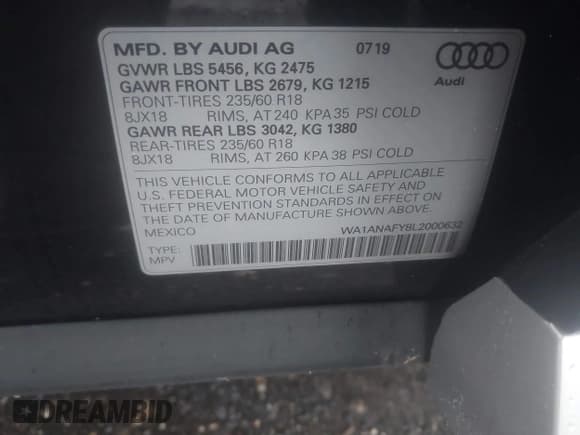 MFD. BY AUDI AG 07 19
GVWR LBS 5456, KG 2475
GAWR FRONT LBS 2679, KG 1215
FRONT-TIRES 235/60 R18
8JX18 RIMS, AT 240 KPA 35 PSI COLD
GAWR REAR LBS 3042, KG 1380
REAR-TIRES 235/60 R18
8JX18 RIMS, AT 260 KPA 38 PSI COLD
Audi
THIS VEHICLE CONFORMS TO ALL APPLICABLE
U.S. FEDERAL MOTOR VEHICLE SAFETY AND
THEFT PREVENTION STANDARDS IN EFFECT ON
THE DATE OF MANUFACTURE SHOWN ABOVE.
MEXICO WA1ANAFY8L2000632
TYPE:
MPV
DREAMBID